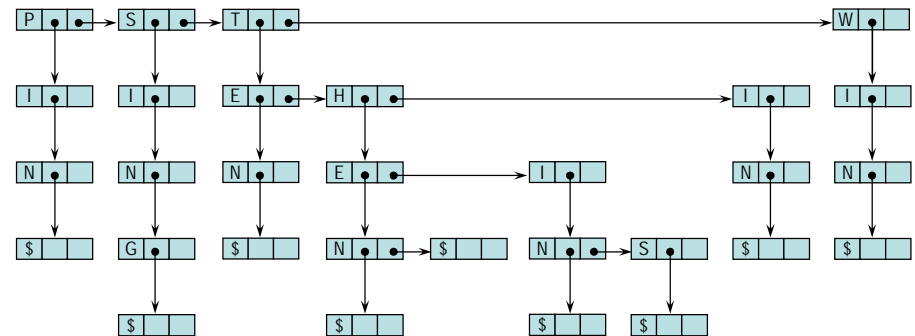 P S T W
I I E H I I
N N N E I N N
$ G $ N $ N S $ $
$ $ $ $